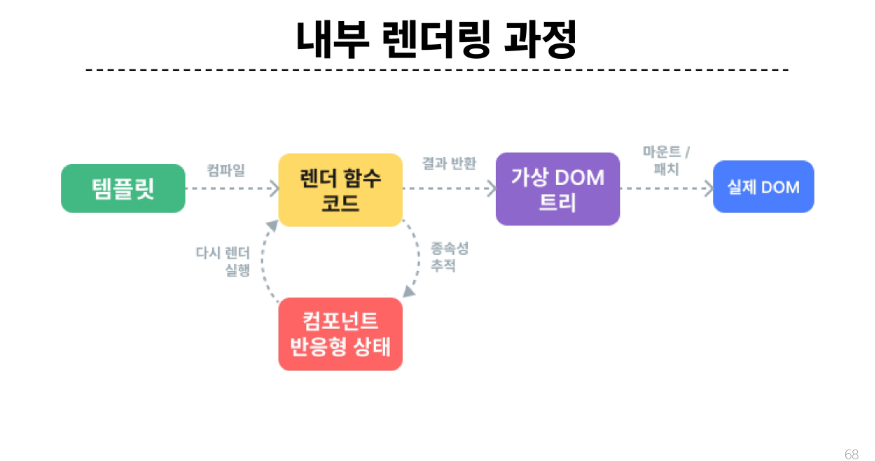 내부 렌더링 과정
템플릿
컴파일
렌더 함수
코드
결과 반환
가상 DOM
트리
마운트 /
패치
실제 DOM
다시 렌더
실행
종속성
추적
컴포넌트
반응형 상태
68